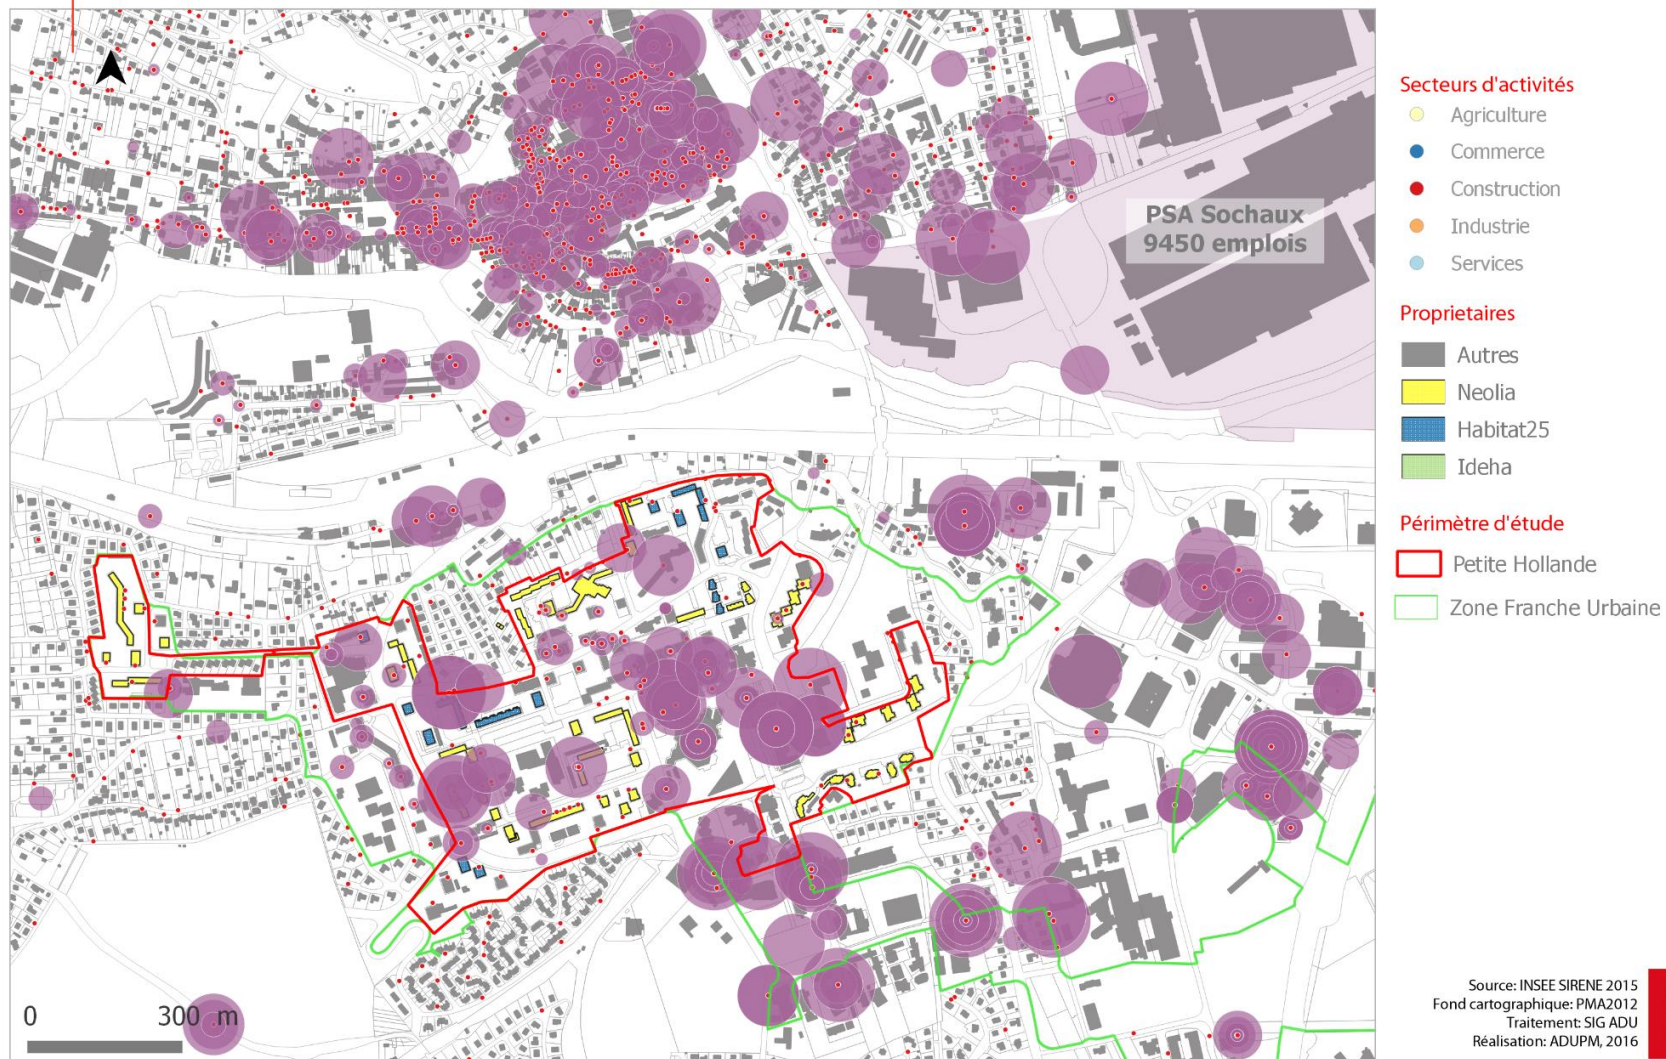 PSA Sochaux
9450 emplois
0 300 m
Secteurs d'activités
Agriculture
Commerce
Construction
Industrie
Services
Proprietaires
Autres
Neolia
Habitat25
Ideha
Périmètre d'étude
Petite Hollande
Zone Franche Urbaine
Source: INSEE SIRENE 2015
Fond cartographique: PMA2012
Traitement: SIG ADU
Réalisation: ADUPM, 2016